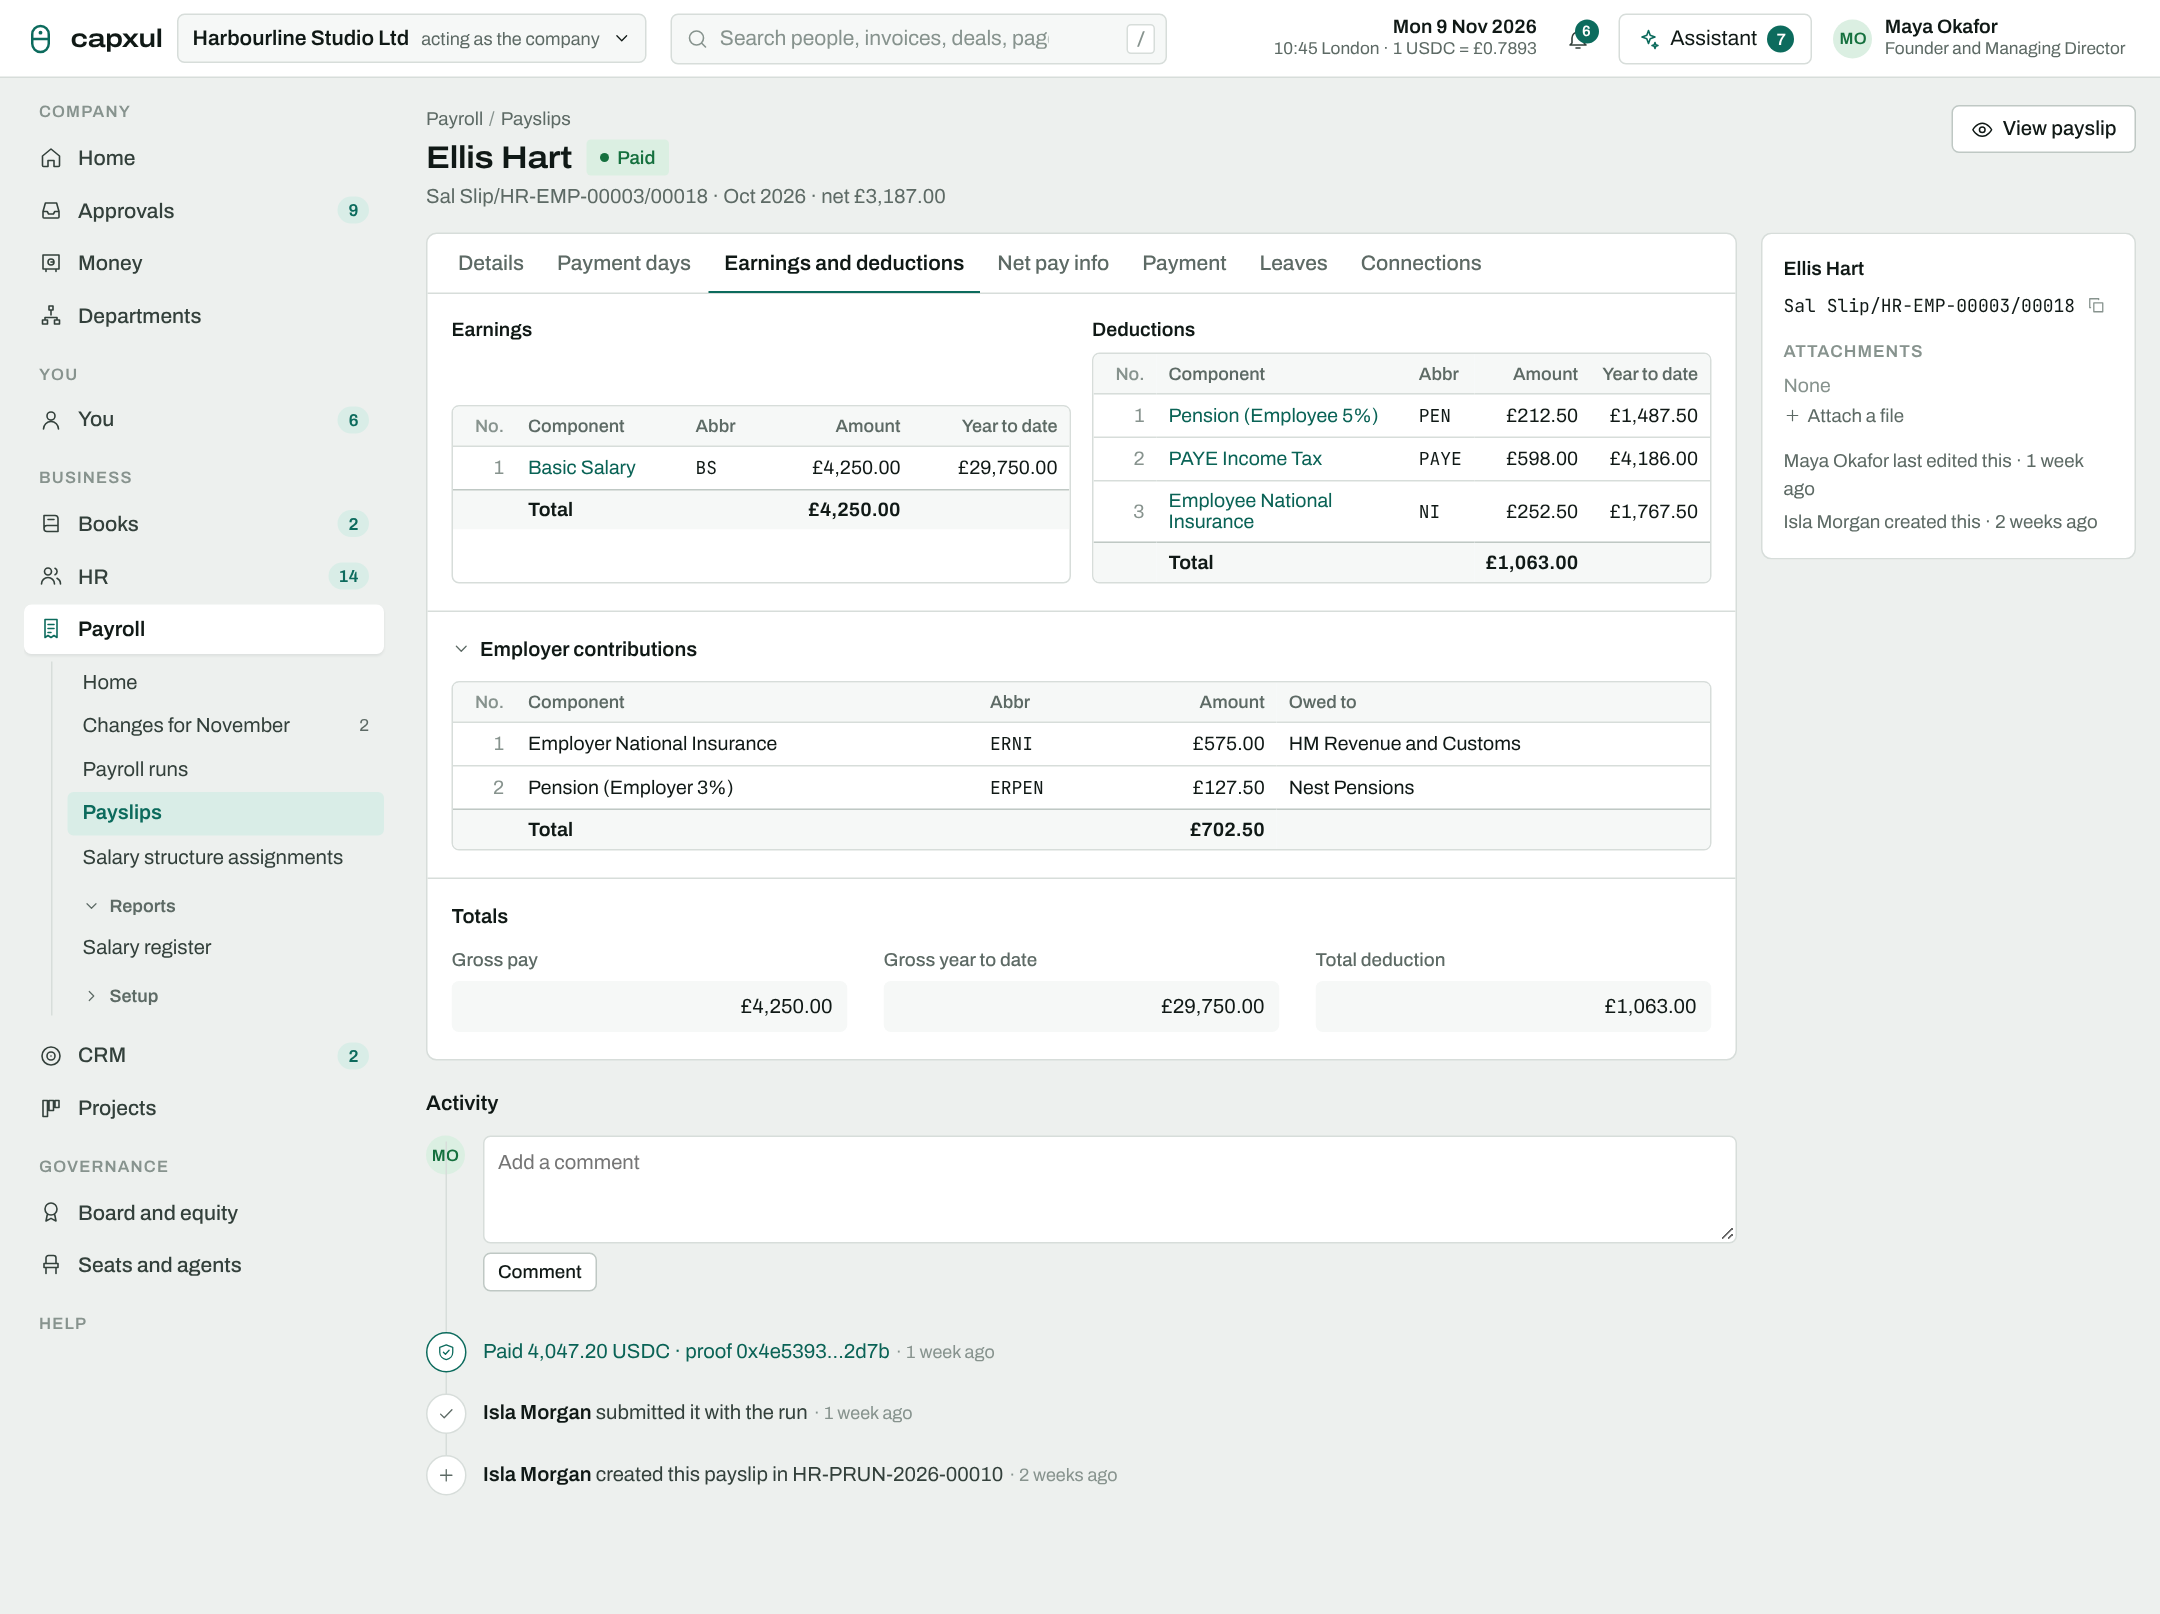 capxul
Harbourline Studio Ltd acting as the company
Search people, invoices, deals, pag
/
Mon 9 Nov 2026
10:45 London · 1 USDC = £0.7893
6
Assistant 7
MO
Maya Okafor
Founder and Managing Director
COMPANY
Home
Approvals 9
Money
Departments
YOU
You 6
BUSINESS
Books 2
HR 14
Payroll
Home
Changes for November 2
Payroll runs
Payslips
Salary structure assignments
Reports
Salary register
Setup
CRM 2
Projects
GOVERNANCE
Board and equity
Seats and agents
HELP
Payroll / Payslips
Ellis Hart Paid
Sal Slip/HR-EMP-00003/00018 · Oct 2026 · net £3,187.00
View payslip
Details Payment days Earnings and deductions Net pay info Payment Leaves Connections
Earnings
No. Component Abbr Amount Year to date
1 Basic Salary BS £4,250.00 £29,750.00
Total £4,250.00
Deductions
No. Component Abbr Amount Year to date
1 Pension (Employee 5%) PEN £212.50 £1,487.50
2 PAYE Income Tax PAYE £598.00 £4,186.00
3 Employee National Insurance NI £252.50 £1,767.50
Total £1,063.00
Employer contributions
No. Component Abbr Amount Owed to
1 Employer National Insurance ERNI £575.00 HM Revenue and Customs
2 Pension (Employer 3%) ERPEN £127.50 Nest Pensions
Total £702.50
Totals
Gross pay Gross year to date Total deduction
£4,250.00 £29,750.00 £1,063.00
Ellis Hart
Sal Slip/HR-EMP-00003/00018
ATTACHMENTS
None
+ Attach a file
Maya Okafor last edited this · 1 week
ago
Isla Morgan created this · 2 weeks ago
Activity
MO
Add a comment
Comment
Paid 4,047.20 USDC · proof 0x4e5393...2d7b · 1 week ago
Isla Morgan submitted it with the run · 1 week ago
Isla Morgan created this payslip in HR-PRUN-2026-00010 · 2 weeks ago